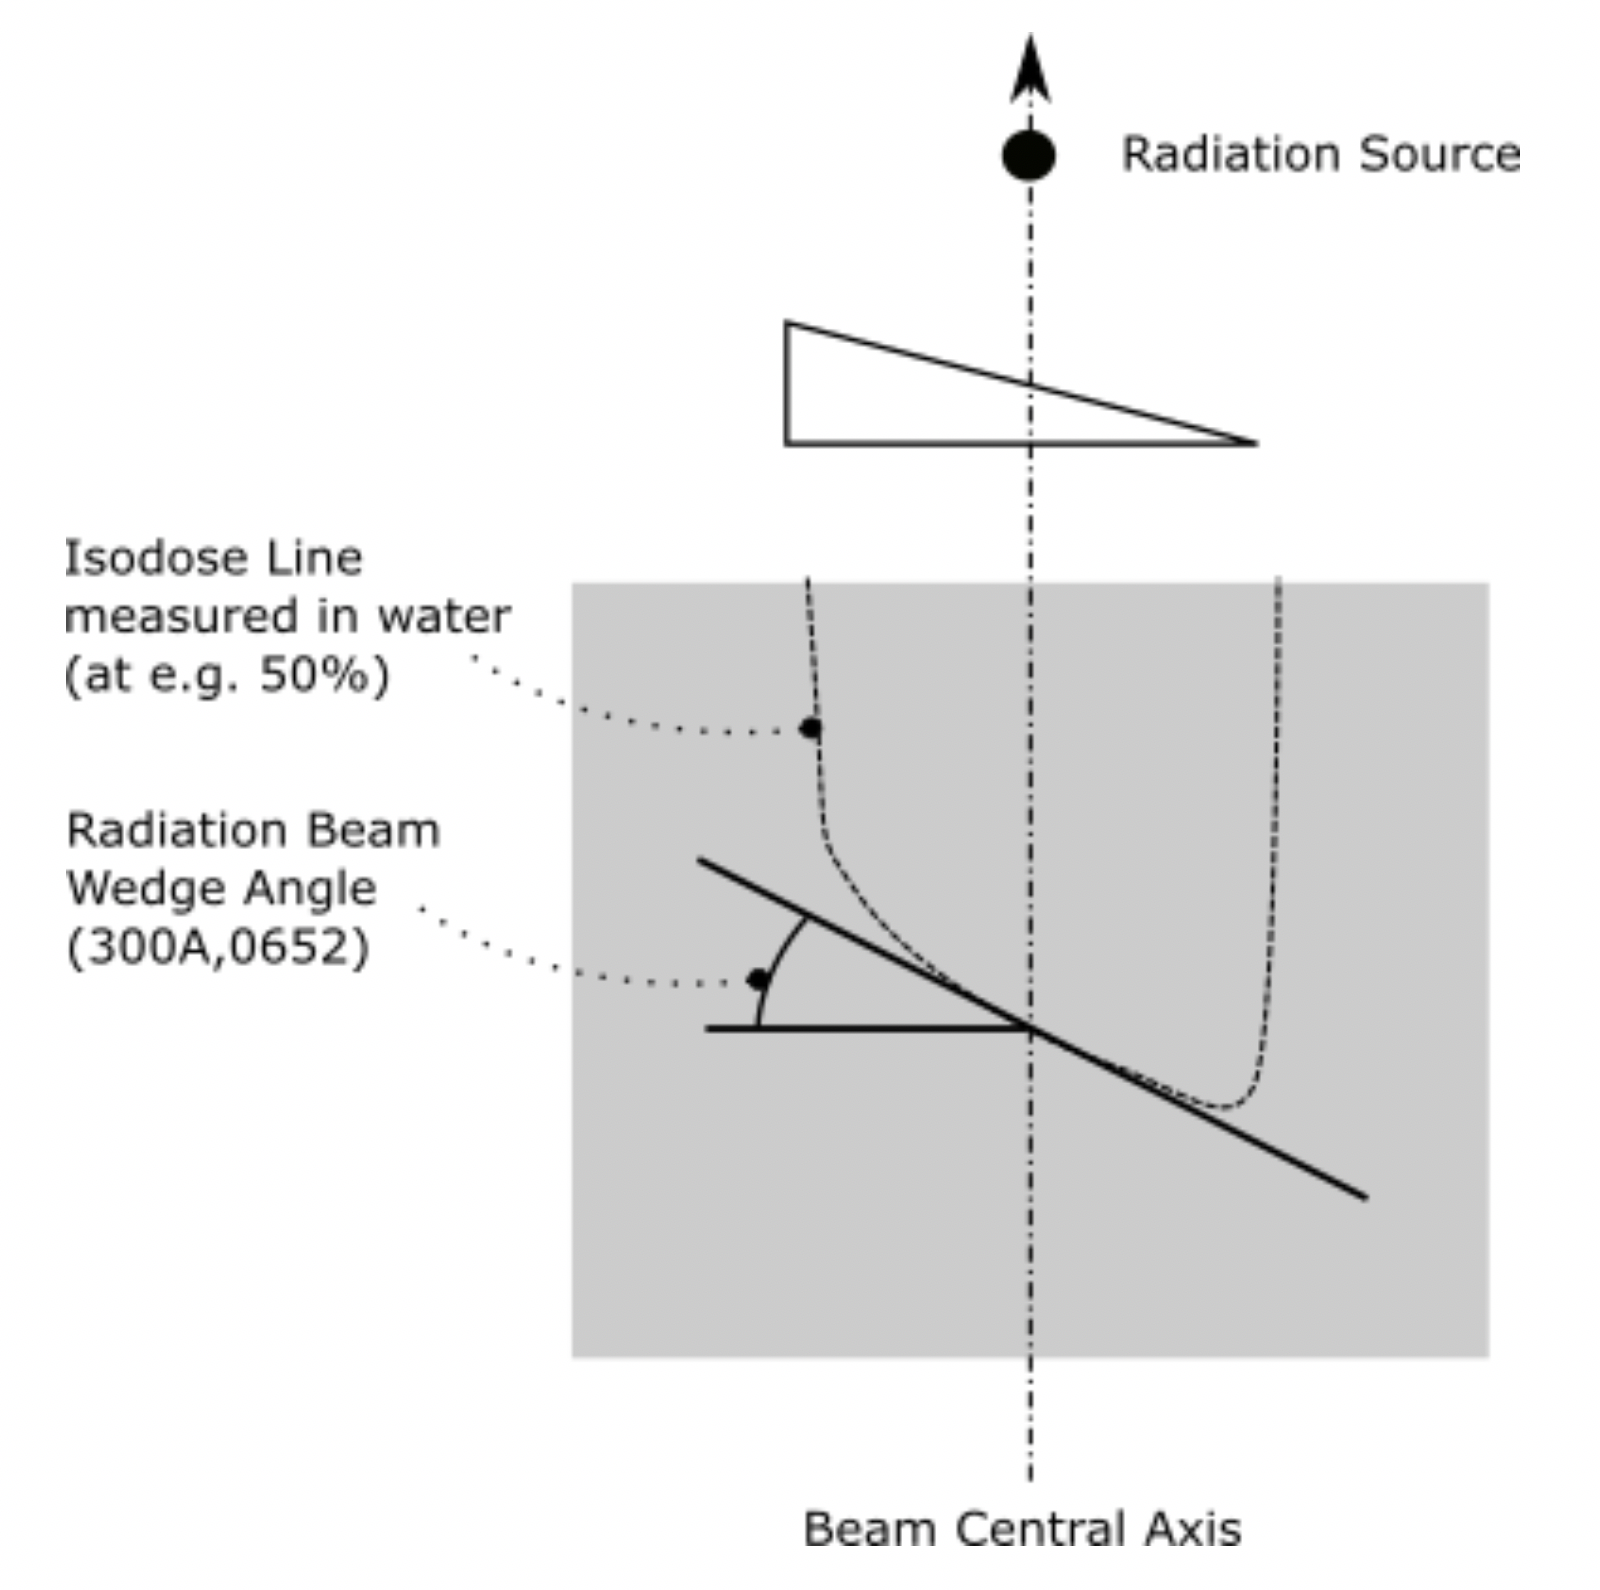 Radiation Source
Isodose Line
measured in water
(at e.g. 50%)
Radiation Beam
Wedge Angle
(300A,0652)
Beam Central Axis